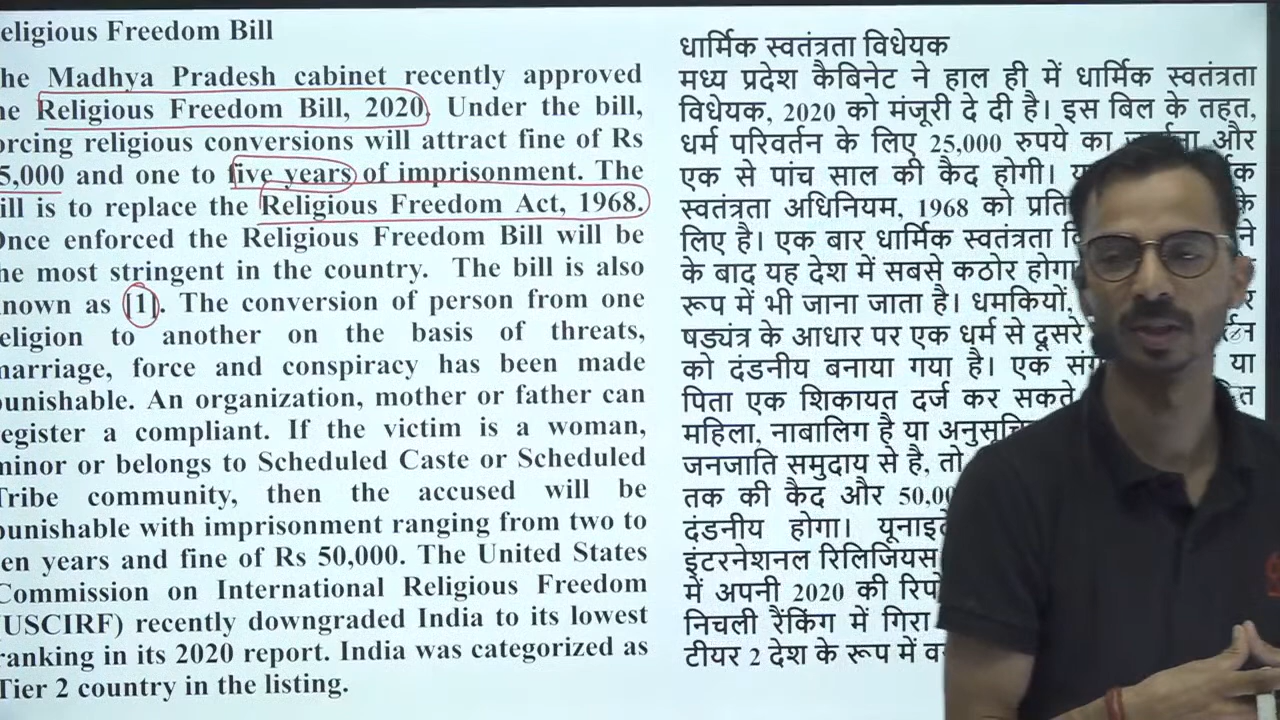 eligious Freedom Bill
he Madhya Pradesh cabinet recently approved
he Religious Freedom Bill, 2020. Under the bill,
orcing religious conversions will attract fine of Rs
5,000 and one to five years of imprisonment. The
ill is to replace the Religious Freedom Act, 1968.
Once enforced the Religious Freedom Bill will be
he most stringent in the country. The bill is also
nown as (1). The conversion of person from one
eligion to another on the basis of threats,
marriage, force and conspiracy has been made
punishable. An organization, mother or father can
register a compliant. If the victim is a woman,
minor or belongs to Scheduled Caste or Scheduled
Tribe community, then the accused will be
punishable with imprisonment ranging from two to
en years and fine of Rs 50,000. The United States
Commission on International Religious Freedom
(USCIRF) recently downgraded India to its lowest
ranking in its 2020 report. India was categorized as
Tier 2 country in the listing.
धार्मिक स्वतंत्रता विधेयक
मध्य प्रदेश कैबिनेट ने हाल ही में धार्मिक स्वतंत्रता
विधेयक, 2020 को मंजूरी दे दी है। इस बिल के तहत,
धर्म परिवर्तन के लिए 25,000 रुपये का और
एक से पांच साल की कैद होगी।
स्वतंत्रता अधिनियम, 1968 को के
लिए है। एक बार धार्मिक स्वतंत्रता ने
के बाद यह देश में सबसे कठोर होगा
रूप में भी जाना जाता है। धमकियों,
षड्यंत्र के आधार पर एक धर्म से दूसरे
को दंडनीय बनाया गया है। एक या
पिता एक शिकायत दर्ज कर सकते
महिला, नाबालिग है या
जनजाति समुदाय से है, तो
तक की कैद और
दंडनीय होगा।
इंटरनेशनल रिलिजियस
में अपनी 2020 की
निचली रैंकिंग में गिरा
टीयर 2 देश के रूप में